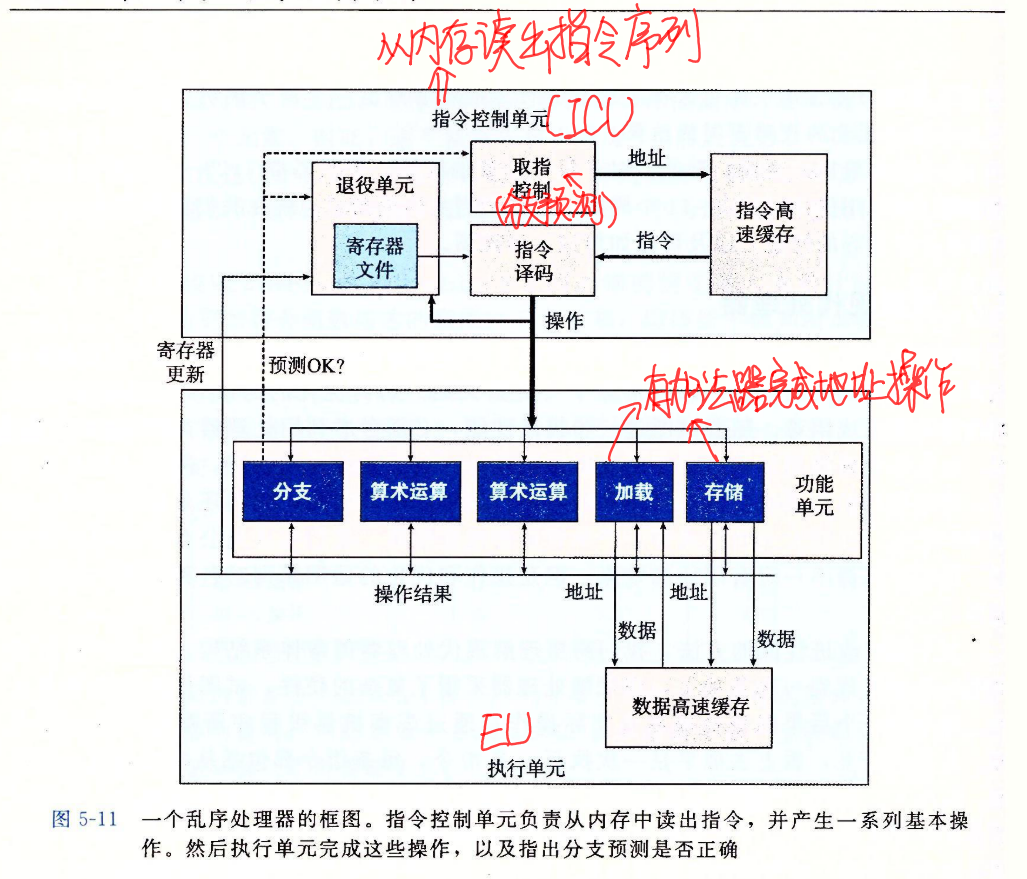 从内存读出指令序列
指令控制单元
(ICU)
取指
控制
(分支预测)
地址
退役单元
寄存器
文件
指令高
速缓存
指令
译码
指令
操作
寄存器
更新
预测OK?
有加法器完成地址操作
分支
算术运算
算术运算
加载
存储
功能
单元
操作结果
地址
地址
数据
数据
数据高速缓存
EU
执行单元
图 5-11 一个乱序处理器的框图。指令控制单元负责从内存中读出指令，并产生一系列基本操
作。然后执行单元完成这些操作，以及指出分支预测是否正确